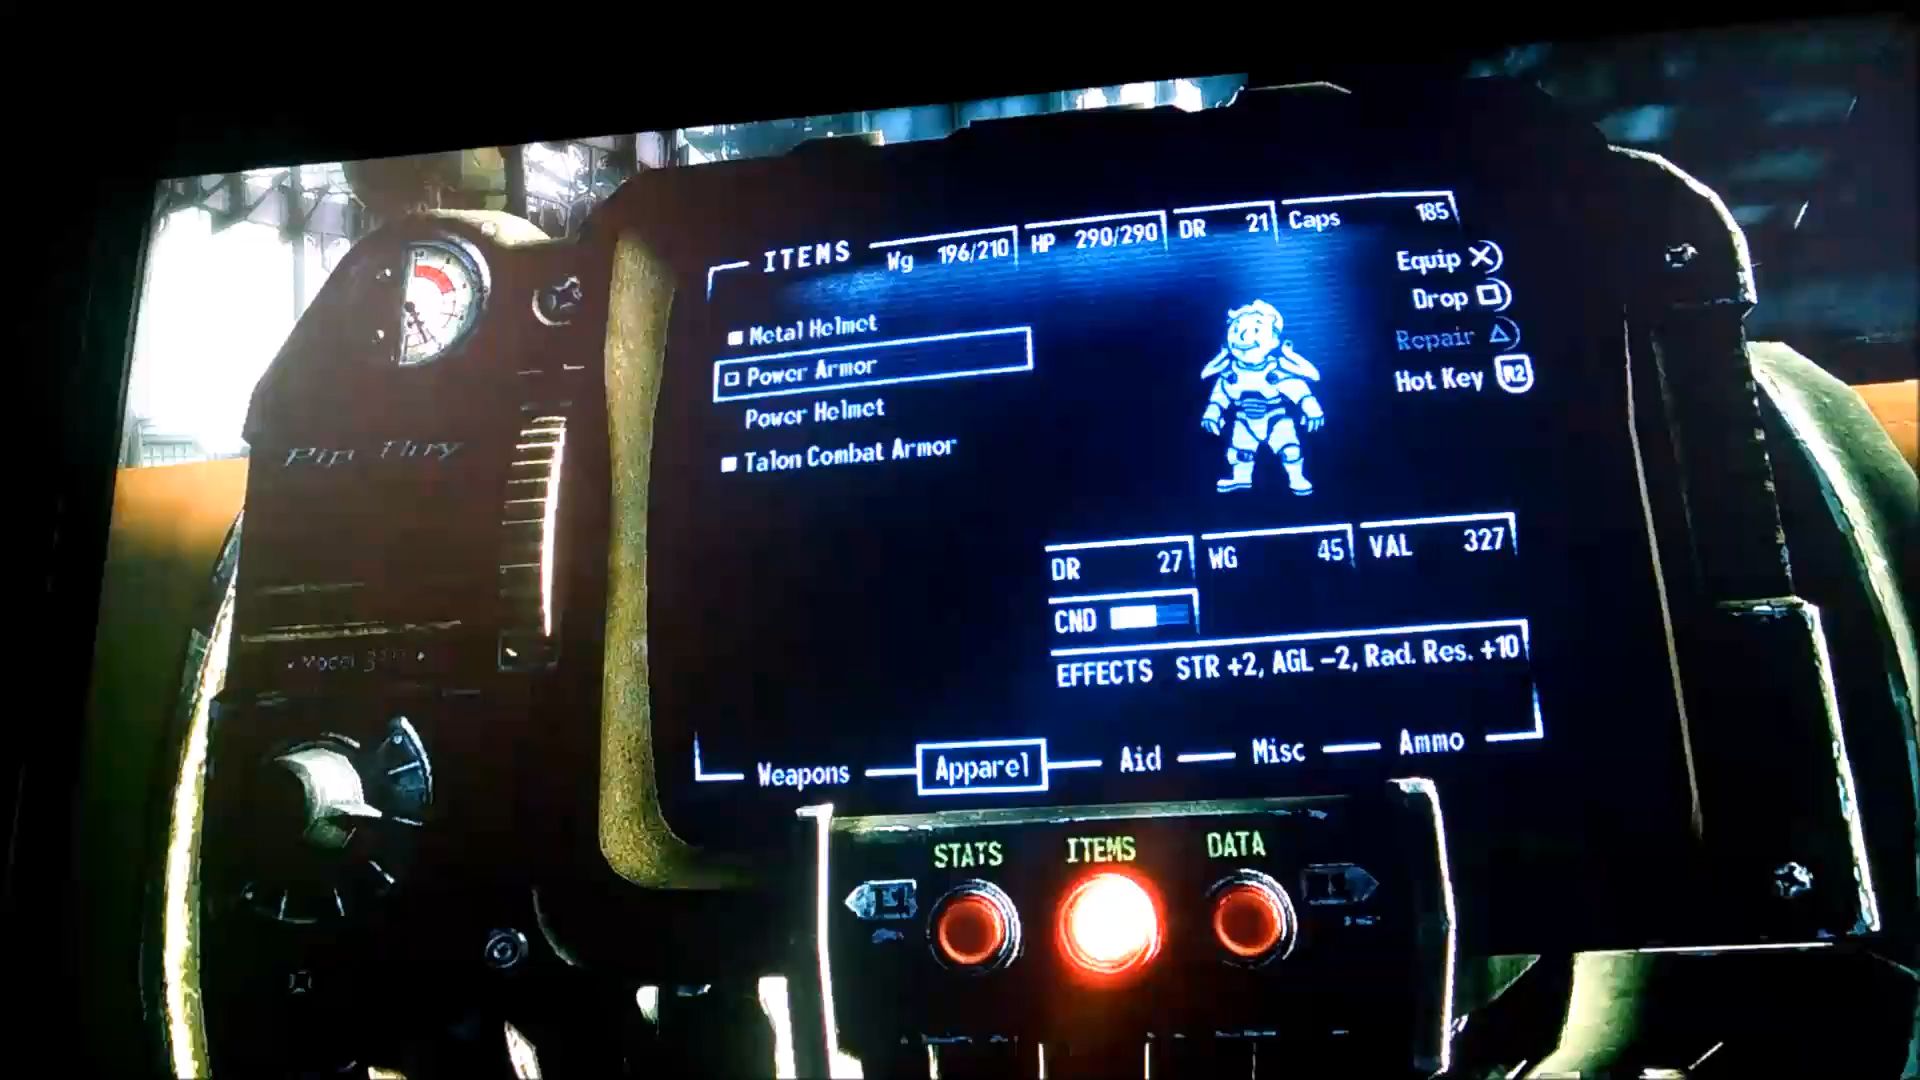 ITEMS Wg 196/210 HP 290/290 DR 21 Caps 185
Equip X
Drop
Repair
Hot Key R2
Metal Helmet
Power Armor
Power Helmet
Talon Combat Armor
DR 27 WG 45 VAL 327
CND
EFFECTS STR +2, AGL -2, Rad. Res. +10
Weapons Apparel Aid Misc Ammo
STATS ITEMS DATA